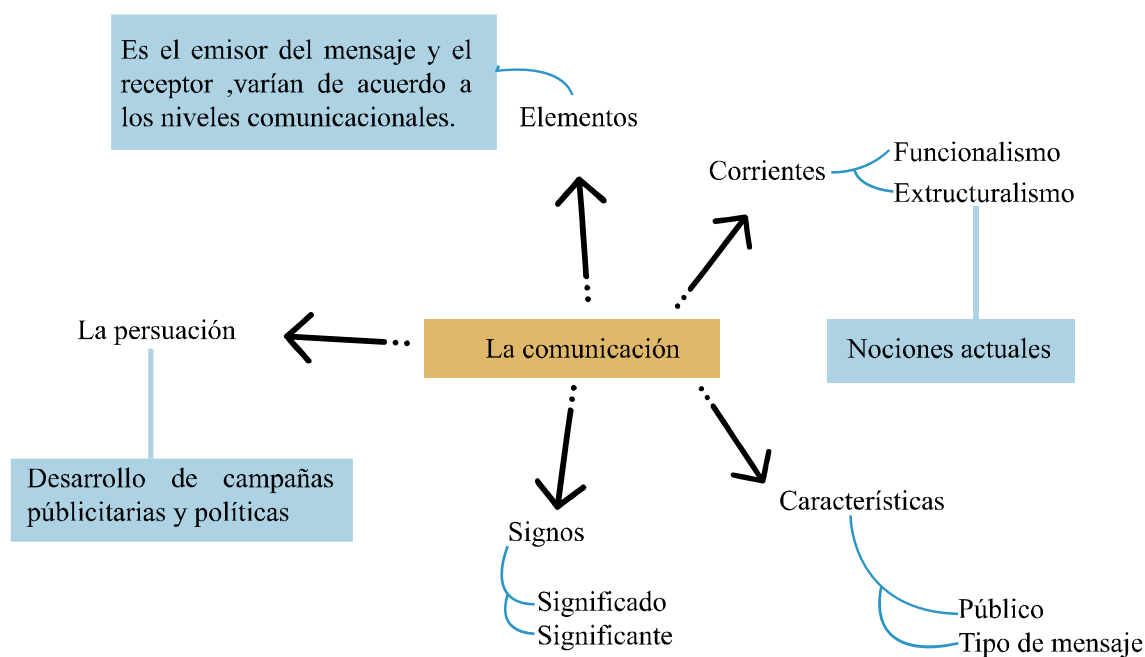 Es el emisor del mensaje y el
receptor ,varían de acuerdo a
los niveles comunicacionales.
Elementos
Corrientes
Funcionalismo
Extructuralismo
Nociones actuales
La comunicación
La persuación
Desarrollo de campañas
públicitarias y políticas
Signos
Significado
Significante
Característícas
Público
Tipo de mensaje